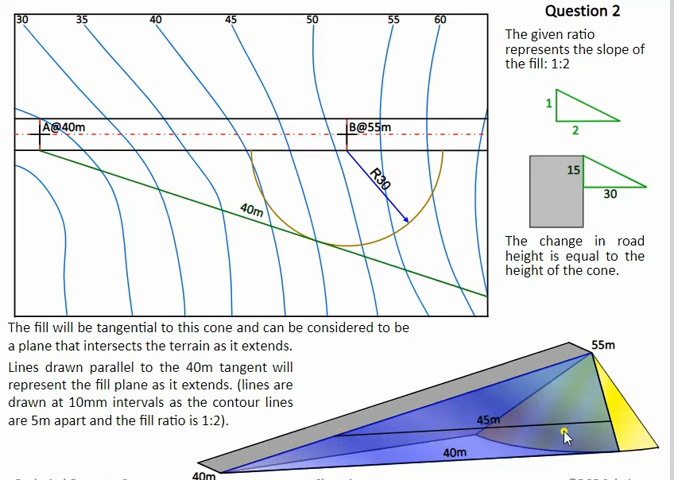 30 35 40 45 50 55 60
Question 2
The given ratio
represents the slope of
the fill: 1:2
1
2
A@40m
B@55m
R30
40m
15
30
The change in road
height is equal to the
height of the cone.
The fill will be tangential to this cone and can be considered to be
a plane that intersects the terrain as it extends.
Lines drawn parallel to the 40m tangent will
represent the fill plane as it extends. (lines are
drawn at 10mm intervals as the contour lines
are 5m apart and the fill ratio is 1:2).
55m
45m
40m
40m